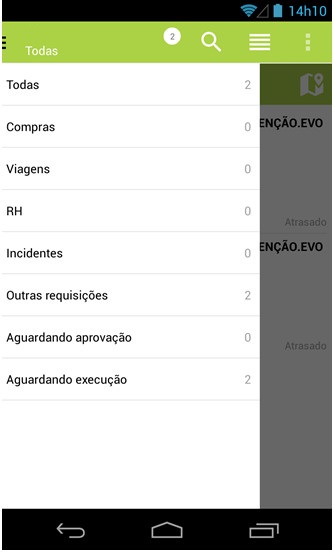 14h10
Todas
2
Todas 2
Compras 0
ENÇÃO.EVO
Viagens 0
RH 0
Atrasado
Incidentes 0
ENÇÃO.EVO
Outras requisições 2
Aguardando aprovação 0
Atrasado
Aguardando execução 2